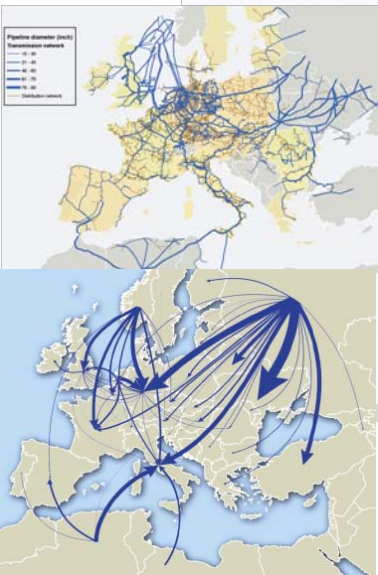 Pipeline diameter (inch)
Transmission network
15 - 30
31 - 45
46 - 60
61 - 75
76 - 90
Distribution network